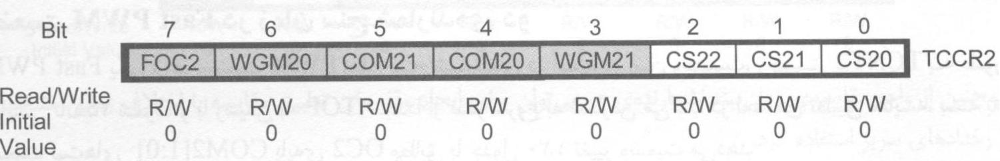 Bit 7 6 5 4 3 2 1 0
FOC2 WGM20 COM21 COM20 WGM21 CS22 CS21 CS20 TCCR2
Read/Write R/W R/W R/W R/W R/W R/W R/W R/W
Initial 0 0 0 0 0 0 0 0
Value